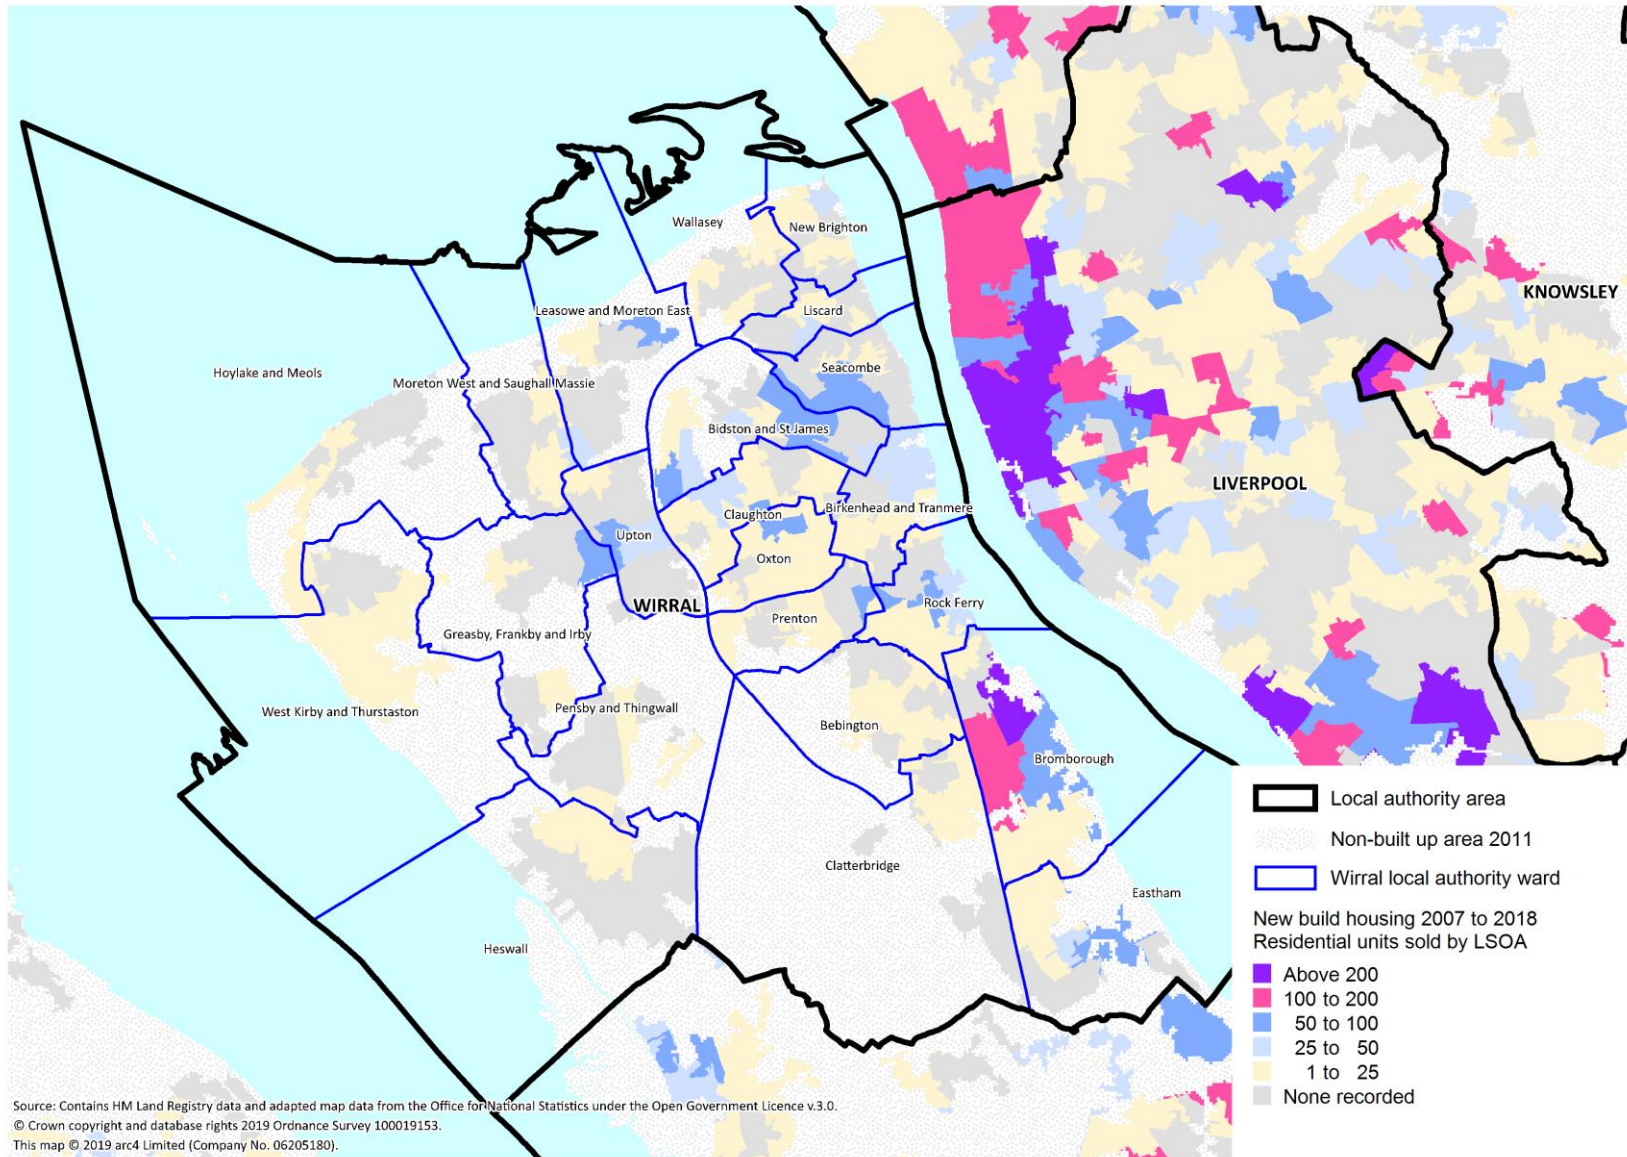 Wallasey
New Brighton
KNOWSLEY
Leasowe and Moreton East
Liscard
Hoylake and Meols
Moreton West and Saughall Massie
Seacombe
Bidston and St James
LIVERPOOL
Claughton
Birkenhead and Tranmere
Upton
Oxton
WIRRAL
Rock Ferry
Prenton
Greasby, Frankby and Irby
West Kirby and Thurstaston
Pensby and Thingwall
Bebington
Bromborough
Clatterbridge
Eastham
Heswall
Local authority area
Non-built up area 2011
Wirral local authority ward
New build housing 2007 to 2018
Residential units sold by LSOA
Above 200
100 to 200
50 to 100
25 to 50
1 to 25
None recorded
Source: Contains HM Land Registry data and adapted map data from the Office for National Statistics under the Open Government Licence v.3.0.
© Crown copyright and database rights 2019 Ordnance Survey 100019153.
This map © 2019 arc4 Limited (Company No. 06205180).